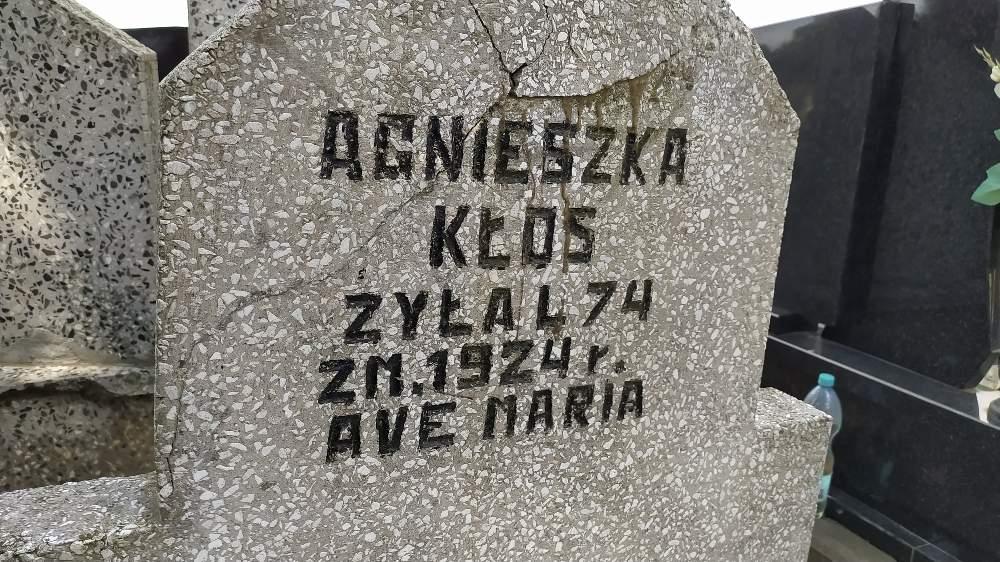 AGNIESZKA
KŁOS
ŻYŁA L 74
ZM. 1924 r.
AVE MARIA